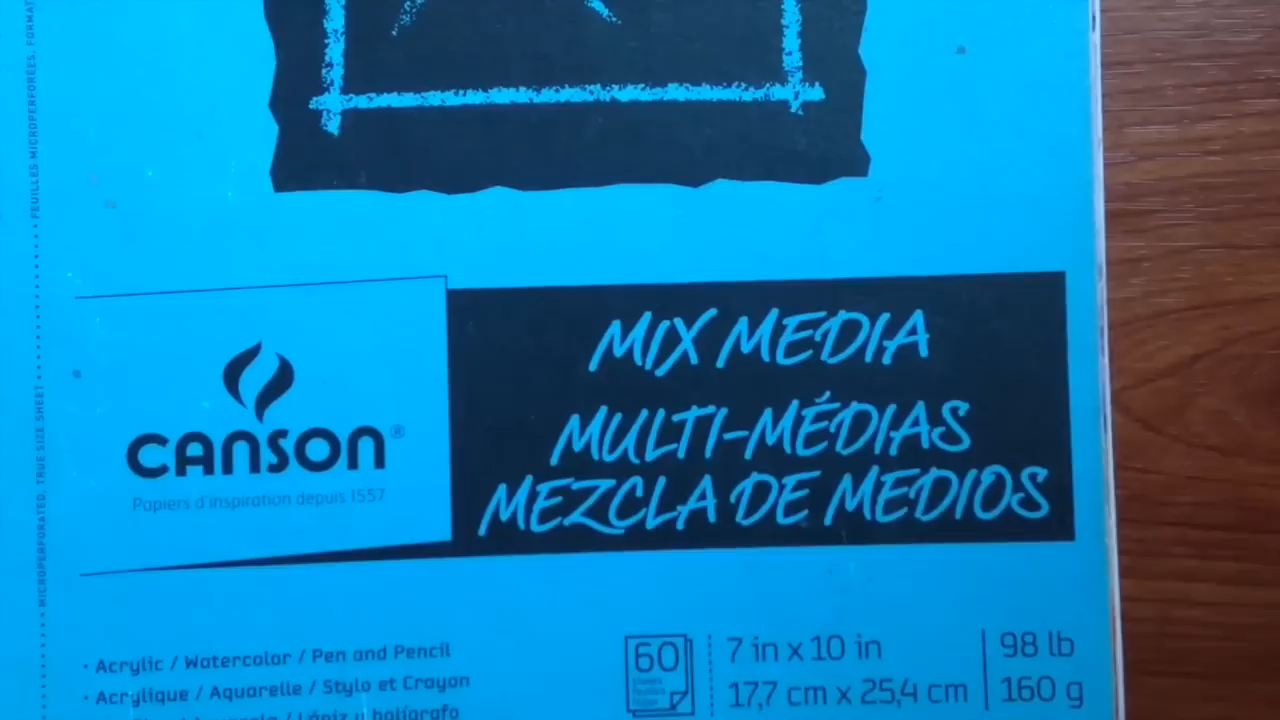 MICROPERFORATED, TRUE SIZE SHEET
FEUILLES MICROPERFORÉES, FORMAT
CANSON®
Papiers d'inspiration depuis 1557
MIX MEDIA
MULTI-MÉDIAS
MEZCLA DE MEDIOS
• Acrylic / Watercolor / Pen and Pencil
• Acrylique / Aquarelle / Stylo et Crayon
/ Lápiz y bolígrafo
60
7 in x 10 in
17,7 cm x 25,4 cm
98 lb
160 g